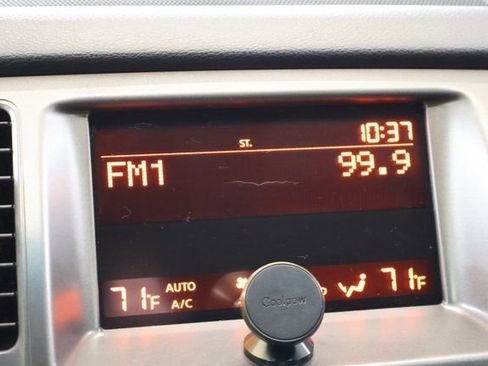 10:37
ST.
FM1 99.9
71°F AUTO A/C 71°F
Coolpow